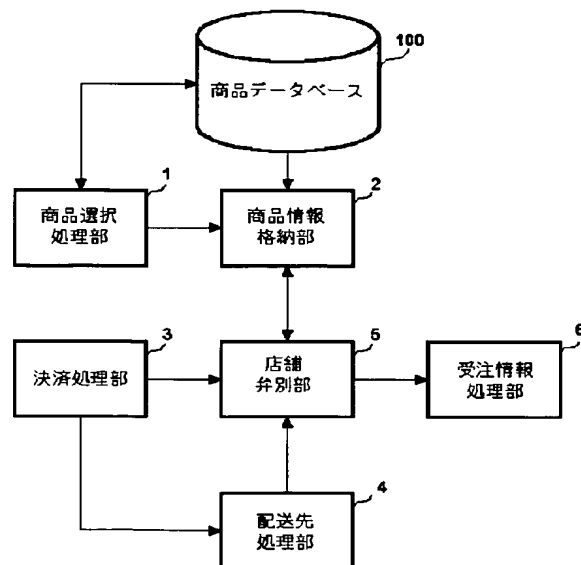 100
商品データベース
1
商品選択
処理部
2
商品情報
格納部
3
決済処理部
5
店舗
弁別部
6
受注情報
処理部
4
配送先
処理部